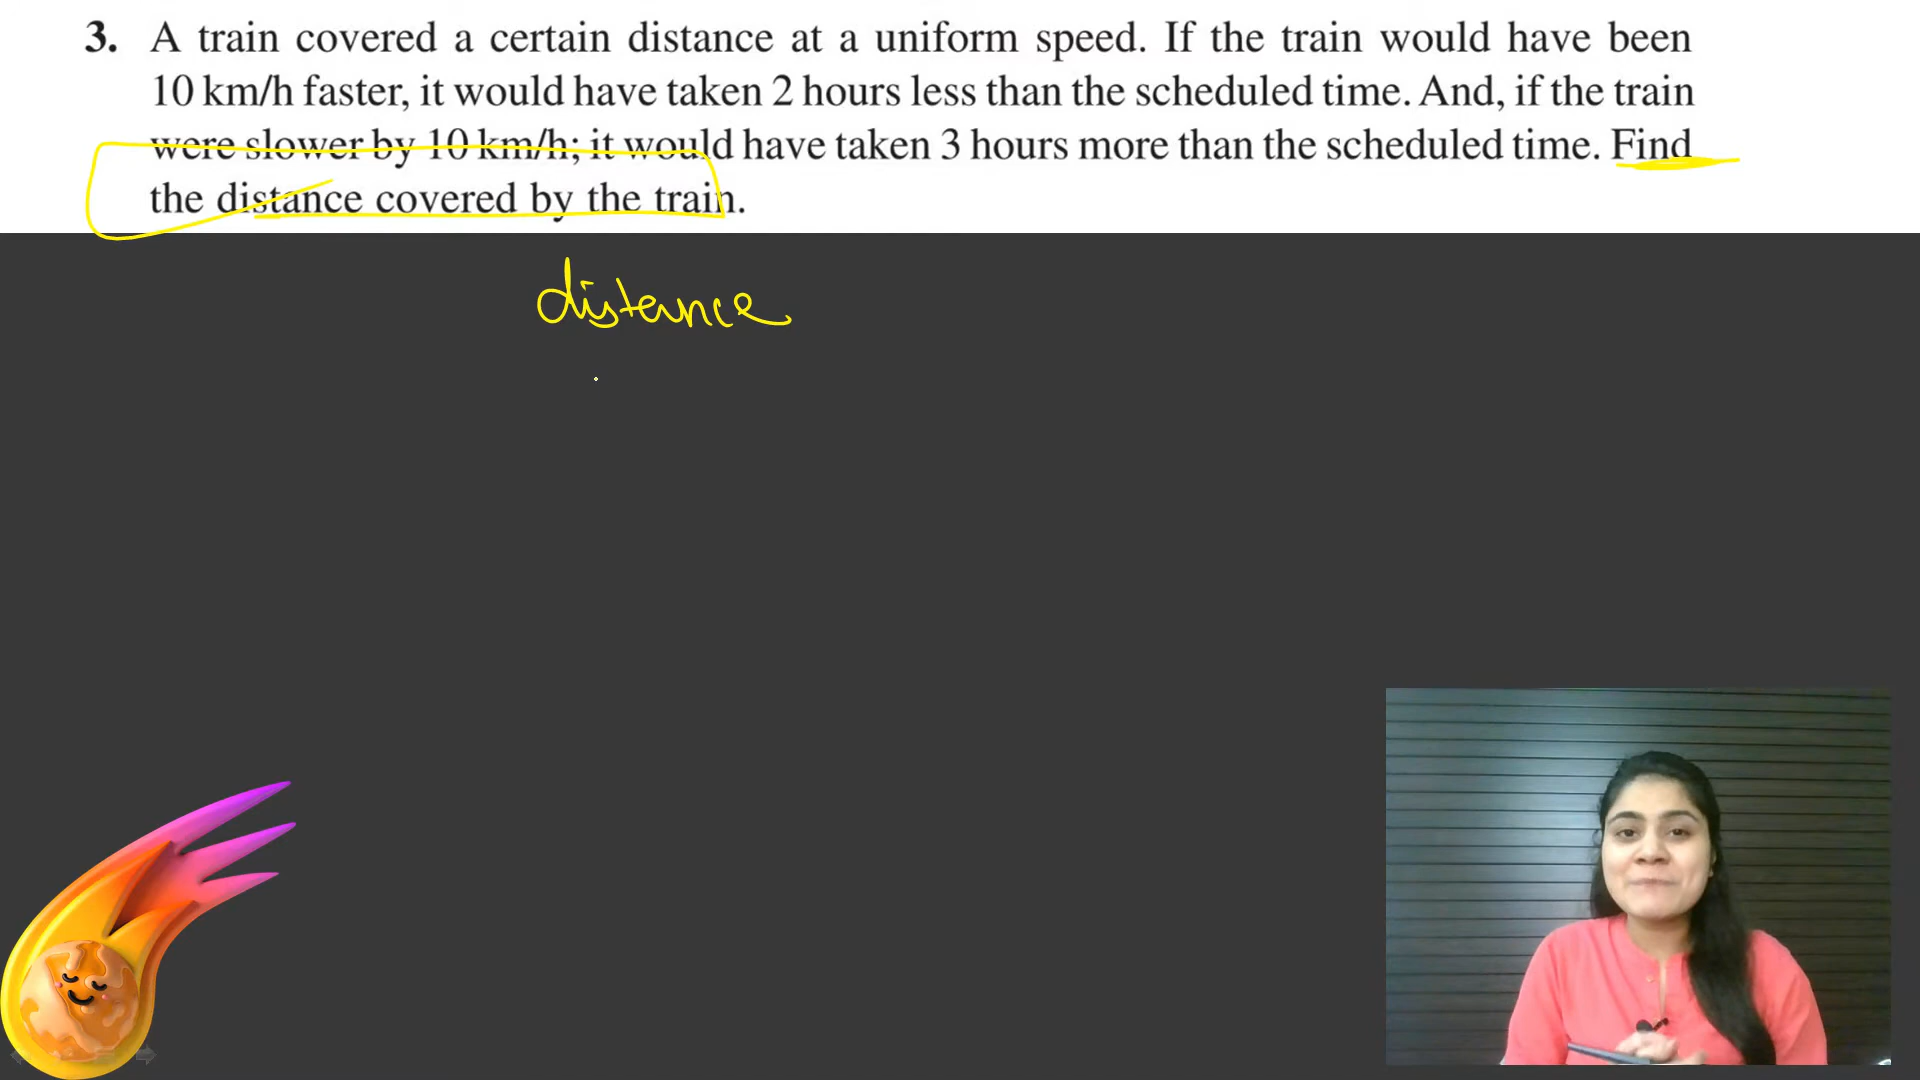 3. A train covered a certain distance at a uniform speed. If the train would have been
10 km/h faster, it would have taken 2 hours less than the scheduled time. And, if the train
were slower by 10 km/h; it would have taken 3 hours more than the scheduled time. Find
the distance covered by the train.
distance